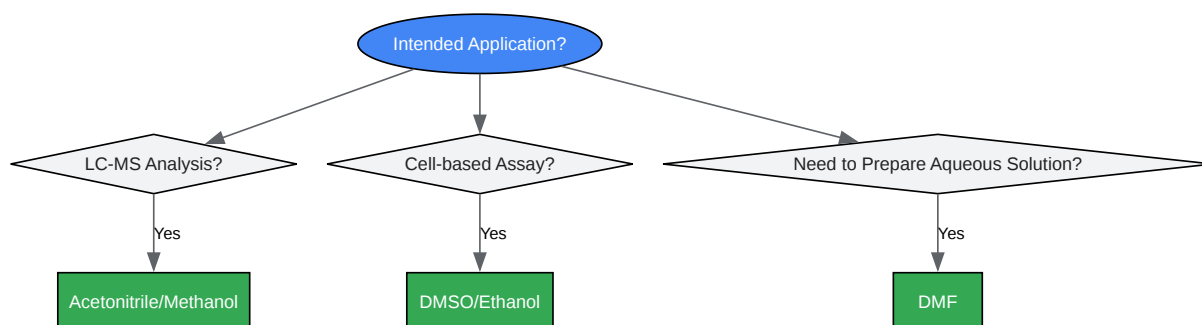 Intended Application?
LC-MS Analysis?
Cell-based Assay?
Need to Prepare Aqueous Solution?
Yes
Yes
Yes
Acetonitrile/Methanol
DMSO/Ethanol
DMF